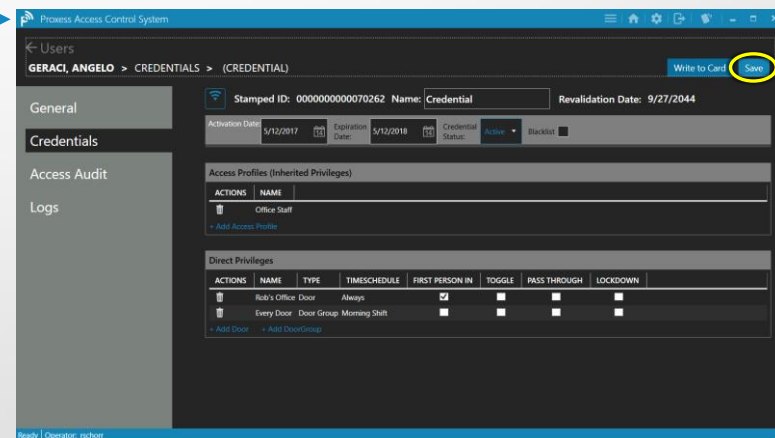 Proxess Access Control System
Users
GERACI, ANGELO > CREDENTIALS > (CREDENTIAL)
Write to Card Save
General
Credentials
Access Audit
Logs
Stamped ID: 0000000000070262 Name: Credential Revalidation Date: 9/27/2044
Activation Date: 5/12/2017 Expiration Date: 5/12/2018 Credential Status: Active Blacklist
Access Profiles (Inherited Privileges)
ACTIONS NAME
Office Staff
+ Add Access Profile
Direct Privileges
ACTIONS NAME TYPE TIMESCHEDULE FIRST PERSON IN TOGGLE PASS THROUGH LOCKDOWN
Rob's Office Door Always
Every Door Door Group Morning Shift
+ Add Door + Add DoorGroup
Ready Operator: rschorr